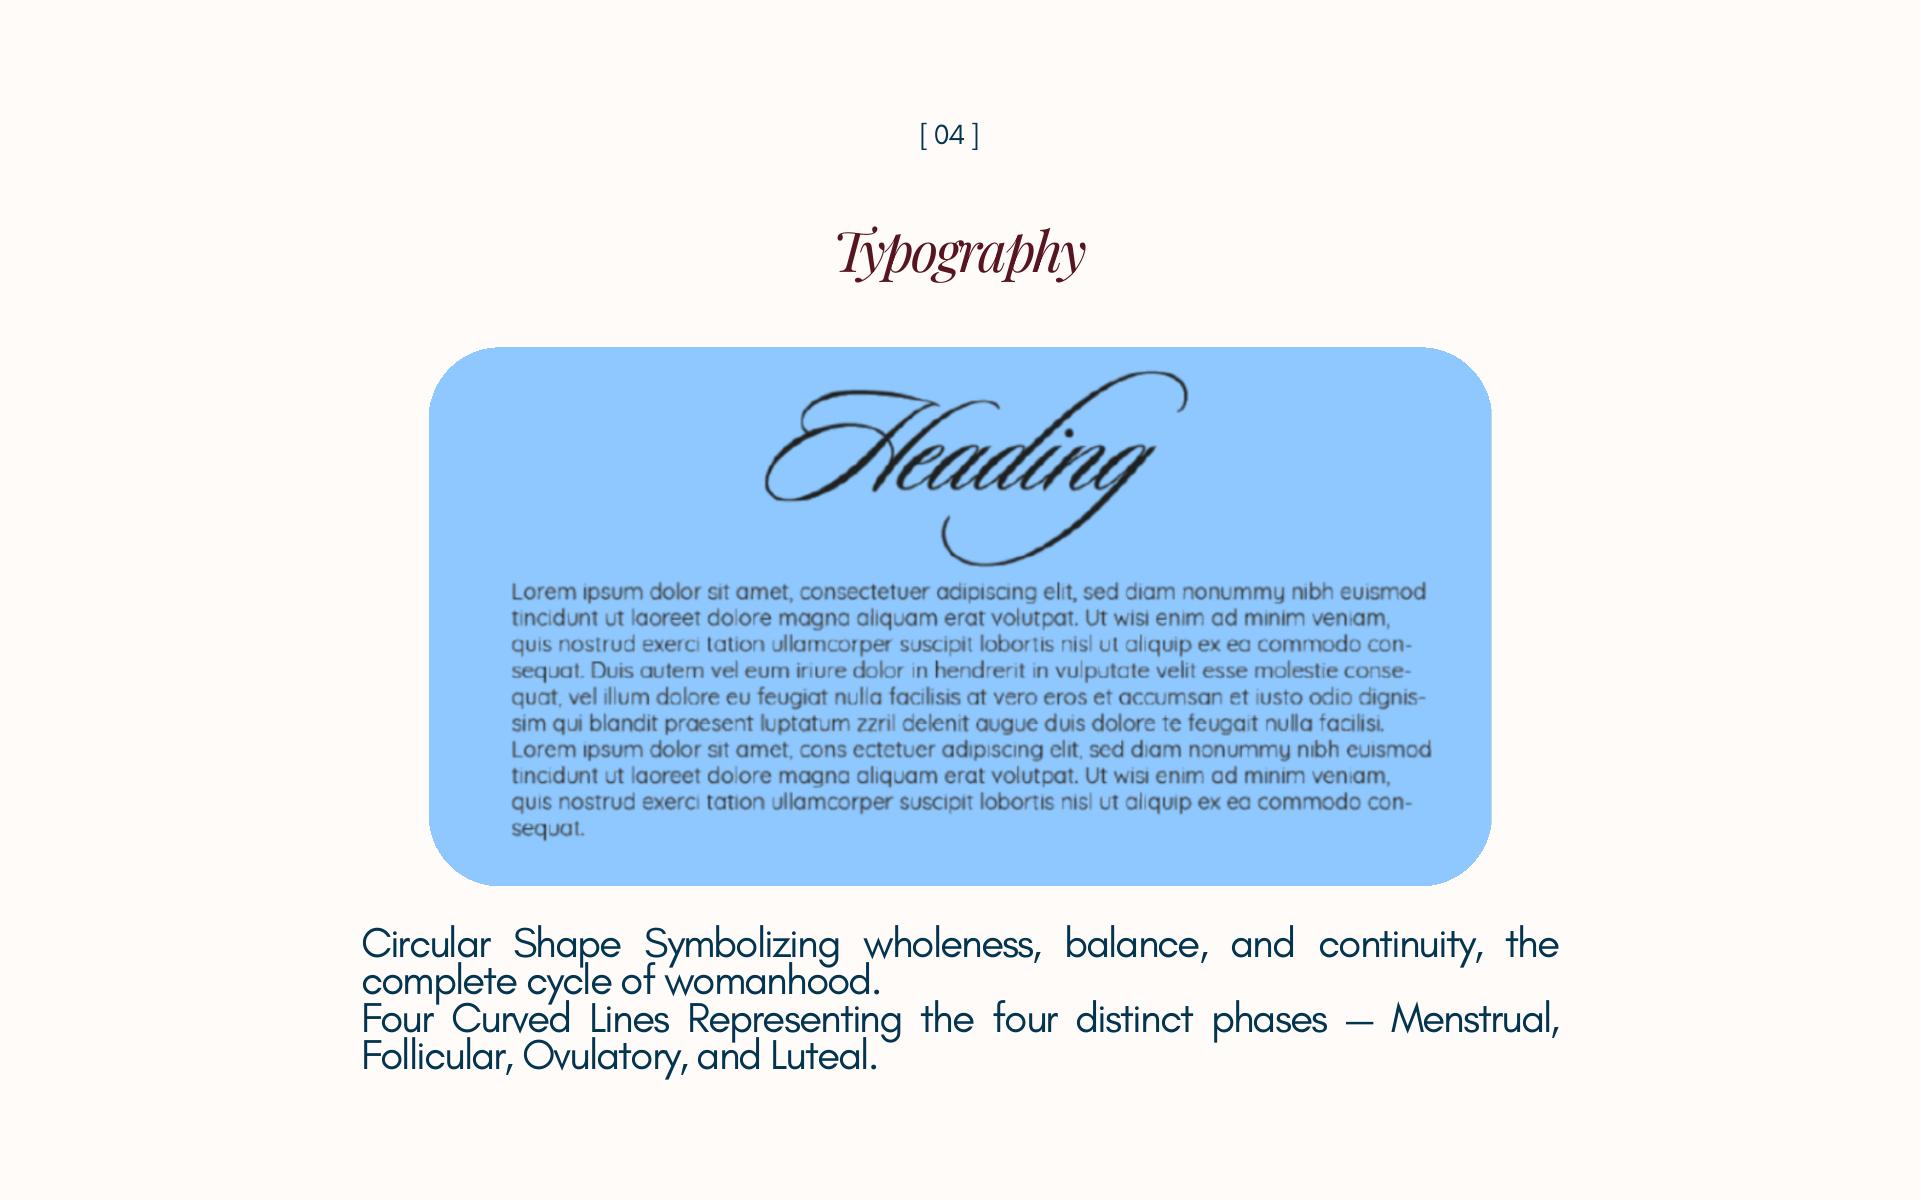 [ 04 ]
Typography
Heading
Lorem ipsum dolor sit amet, consectetuer adipiscing elit, sed diam nonummy nibh euismod
tincidunt ut laoreet dolore magna aliquam erat volutpat. Ut wisi enim ad minim veniam,
quis nostrud exerci tation ullamcorper suscipit lobortis nisl ut aliquip ex ea commodo con-
sequat. Duis autem vel eum iriure dolor in hendrerit in vulputate velit esse molestie conse-
quat, vel illum dolore eu feugiat nulla facilisis at vero eros et accumsan et iusto odio dignis-
sim qui blandit praesent luptatum zzril delenit augue duis dolore te feugait nulla facilisi.
Lorem ipsum dolor sit amet, cons ectetuer adipiscing elit, sed diam nonummy nibh euismod
tincidunt ut laoreet dolore magna aliquam erat volutpat. Ut wisi enim ad minim veniam,
quis nostrud exerci tation ullamcorper suscipit lobortis nisl ut aliquip ex ea commodo con-
sequat.
Circular Shape Symbolizing wholeness, balance, and continuity, the
complete cycle of womanhood.
Four Curved Lines Representing the four distinct phases — Menstrual,
Follicular, Ovulatory, and Luteal.